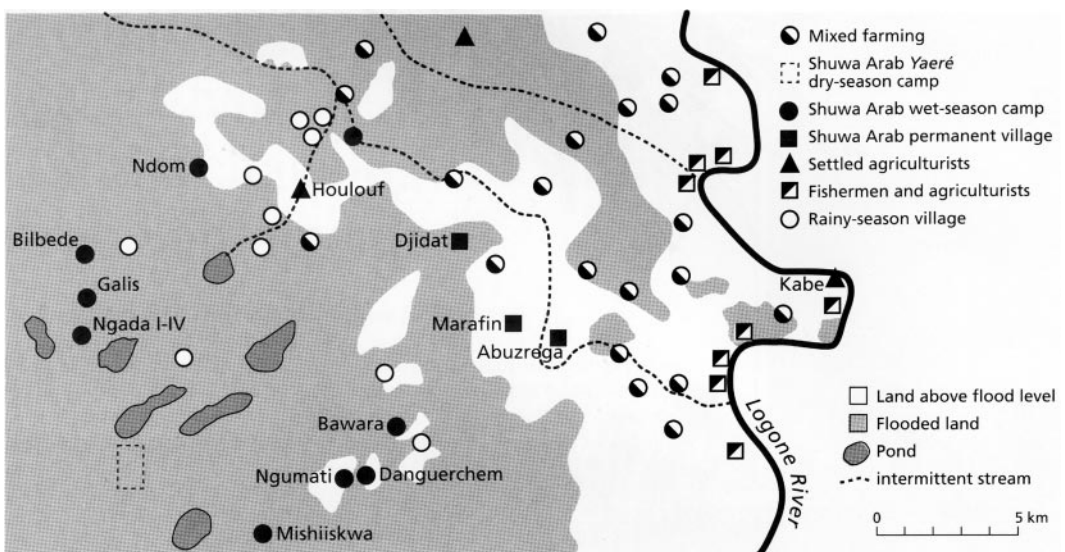 Mixed farming
Shuwa Arab Yaeré
dry-season camp
Shuwa Arab wet-season camp
Shuwa Arab permanent village
Settled agriculturists
Fishermen and agriculturists
Rainy-season village
Ndom
Houlouf
Bilbede
Djidat
Galis
Kabe
Ngada I-IV
Marafin
Abuzrega
Bawara
Ngumati
Danguerchem
Mishiiskwa
Logone River
Land above flood level
Flooded land
Pond
intermittent stream
0 5 km